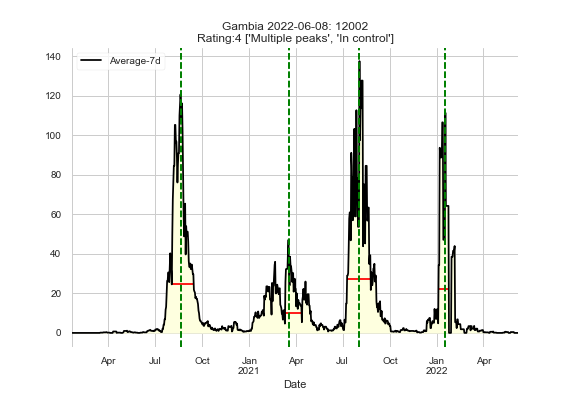 Gambia 2022-06-08: 12002
Rating:4 ['Multiple peaks', 'In control']
Average-7d
140
120
100
80
60
40
20
0
Apr Jul Oct Jan Apr Jul Oct Jan Apr
2021 2022
Date